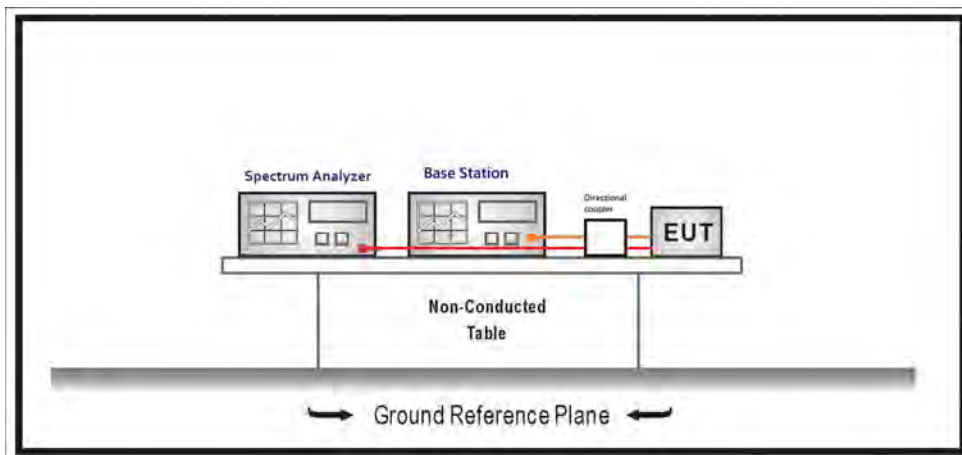 Spectrum Analyzer
Base Station
Directional
coupler
EUT
Non-Conducted
Table
Ground Reference Plane